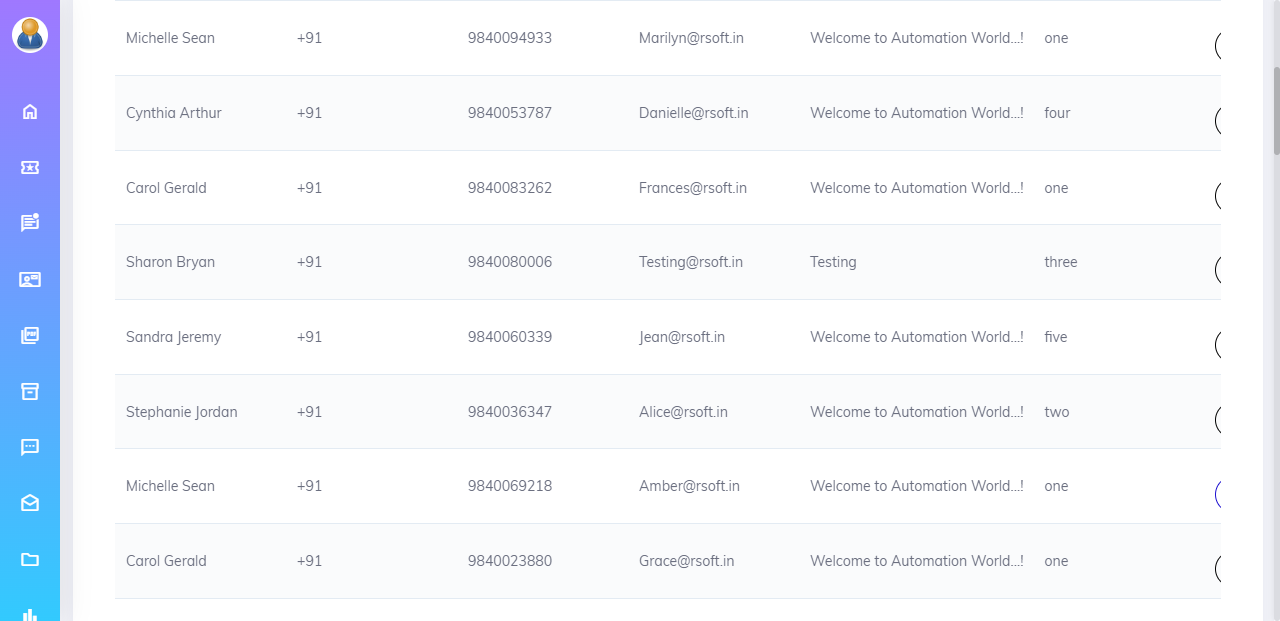 Michelle Sean +91 9840094933 Marilyn@rsoft.in Welcome to Automation World...! one
Cynthia Arthur +91 9840053787 Danielle@rsoft.in Welcome to Automation World...! four
Carol Gerald +91 9840083262 Frances@rsoft.in Welcome to Automation World...! one
Sharon Bryan +91 9840080006 Testing@rsoft.in Testing three
Sandra Jeremy +91 9840060339 Jean@rsoft.in Welcome to Automation World...! five
Stephanie Jordan +91 9840036347 Alice@rsoft.in Welcome to Automation World...! two
Michelle Sean +91 9840069218 Amber@rsoft.in Welcome to Automation World...! one
Carol Gerald +91 9840023880 Grace@rsoft.in Welcome to Automation World...! one